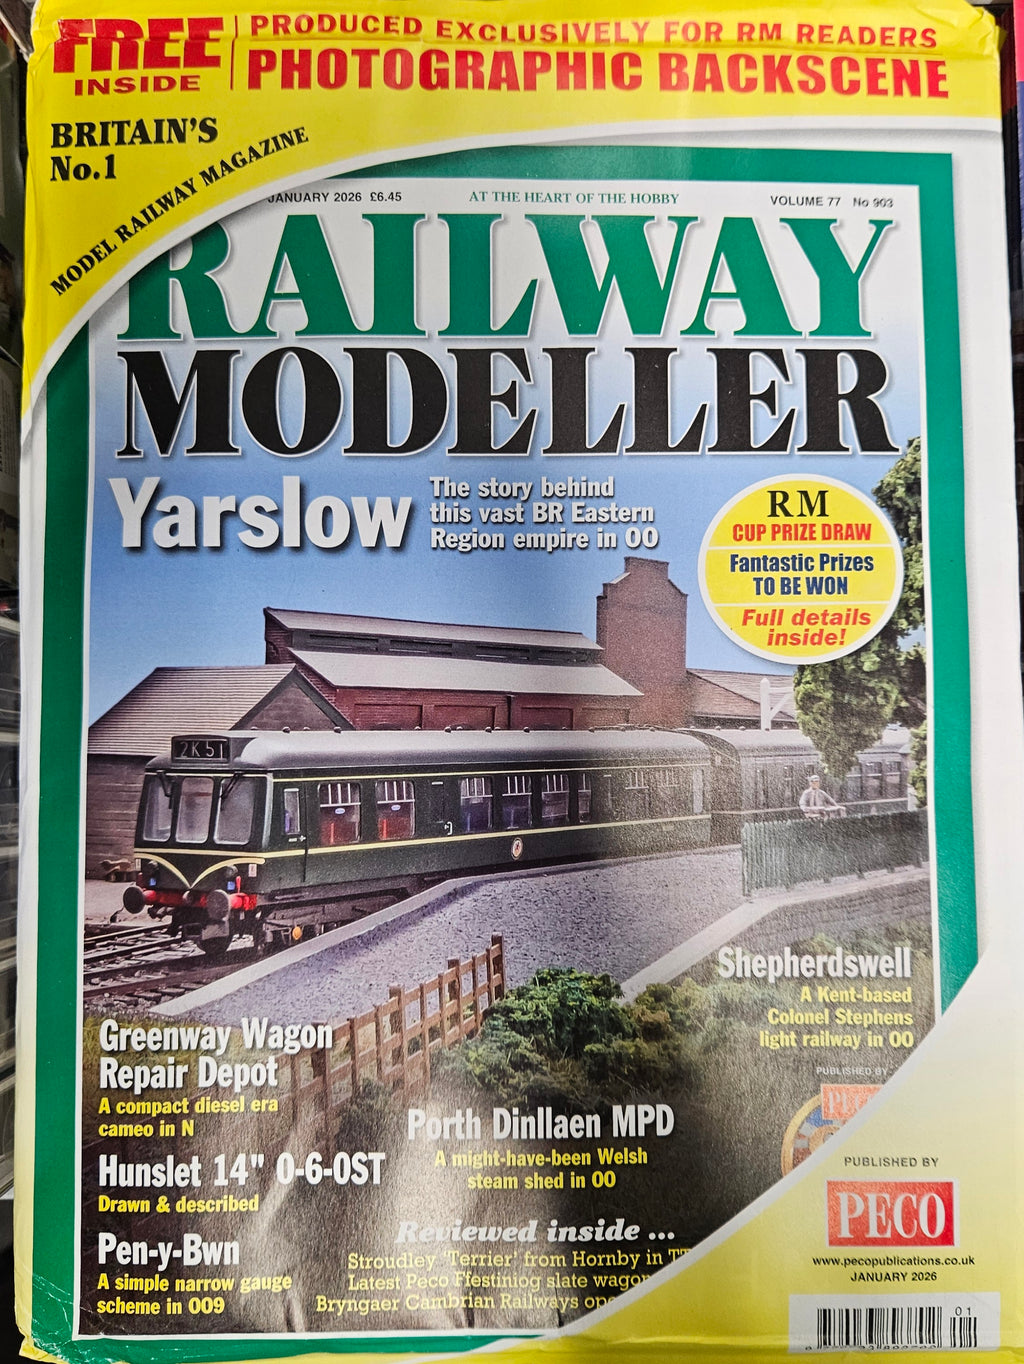 FREE
INSIDE
PRODUCED EXCLUSIVELY FOR RM READERS
PHOTOGRAPHIC BACKSCENE
BRITAIN'S
No.1
MODEL RAILWAY MAGAZINE
JANUARY 2026 £6.45
AT THE HEART OF THE HOBBY
VOLUME 77 No 903
RAILWAY
MODELLER
Yarslow
The story behind
this vast BR Eastern
Region empire in OO
RM
CUP PRIZE DRAW
Fantastic Prizes
TO BE WON
Full details
inside!
2K51
Shepherdswell
A Kent-based
Colonel Stephens
light railway in OO
Greenway Wagon
Repair Depot
A compact diesel era
cameo in N
Porth Dinllaen MPD
A might-have-been Welsh
steam shed in OO
Hunslet 14" 0-6-0ST
Drawn & described
Pen-y-Bwn
A simple narrow gauge
scheme in 009
Reviewed inside ...
Stroudley 'Terrier' from Hornby in
Latest Peco Ffestiniog slate
Bryngaer Cambrian Railways
PUBLISHED BY
PUBLISHED BY
PECO
www.pecopublications.co.uk
JANUARY 2026
01